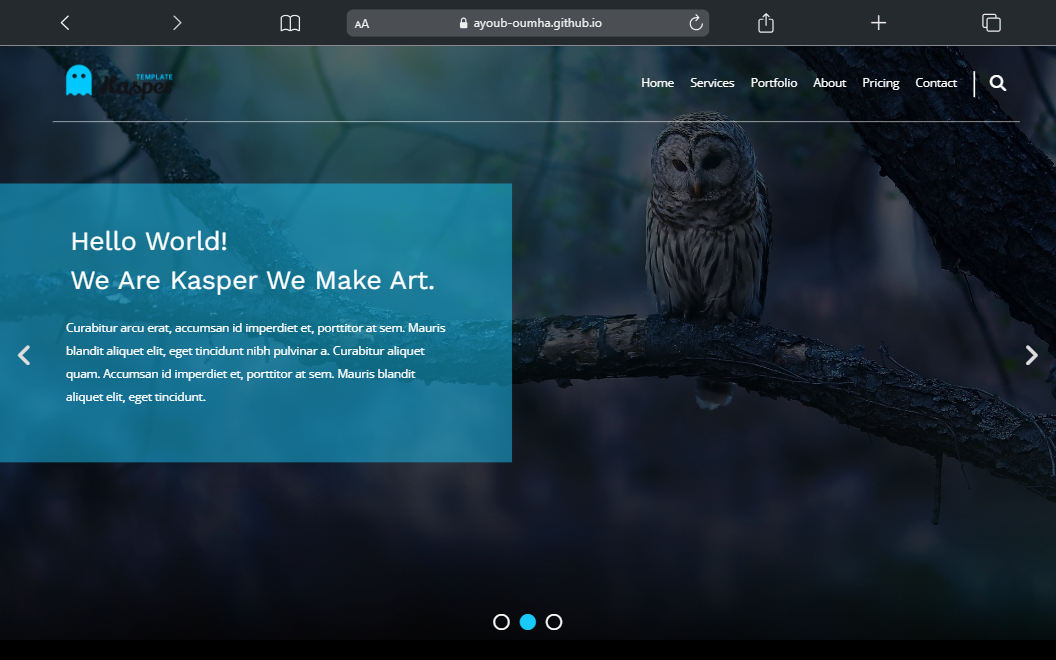 AA
ayoub-oumha.github.io
TEMPLATE
Kasper
Home Services Portfolio About Pricing Contact
Hello World!
We Are Kasper We Make Art.
Curabitur arcu erat, accumsan id imperdiet et, porttitor at sem. Mauris
blandit aliquet elit, eget tincidunt nibh pulvinar a. Curabitur aliquet
quam. Accumsan id imperdiet et, porttitor at sem. Mauris blandit
aliquet elit, eget tincidunt.